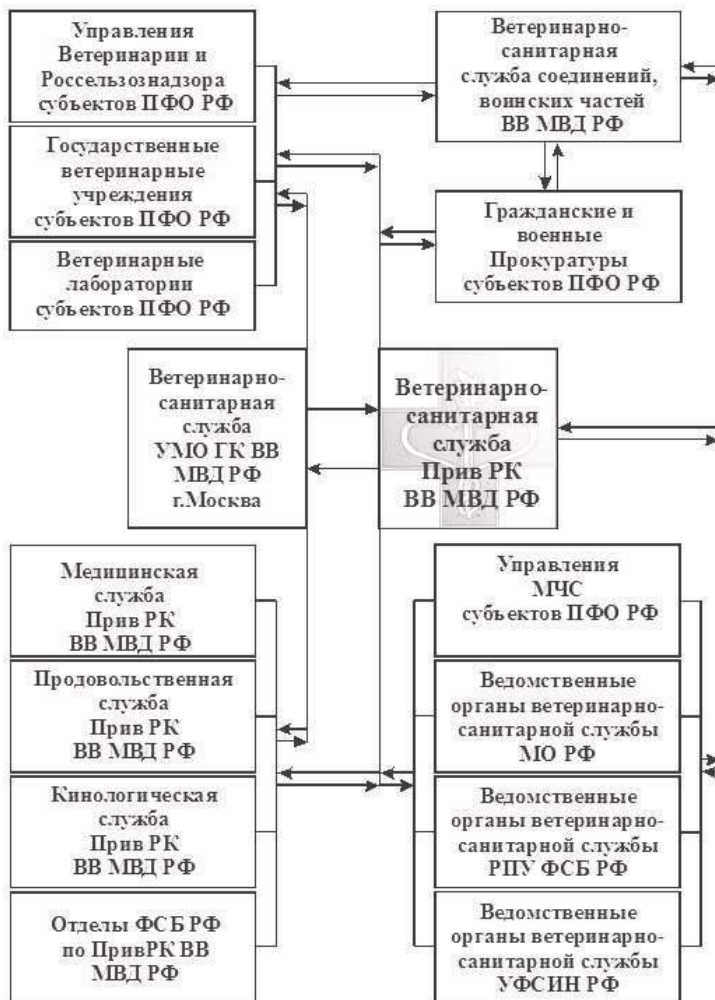 Управления
Ветеринарии и
Россельзознадзора
субъектов ПФО РФ
Государственные
ветеринарные
учреждения
субъектов ПФО РФ
Ветеринарные
лаборатории
субъектов ПФО РФ
Ветеринарно-
санитарная
служба соединений,
воинских частей
ВВ МВД РФ
Гражданские и
военные
Прокуратуры
субъектов ПФО РФ
Ветеринарно-
санитарная
служба
УМО ГК ВВ
МВД РФ
г.Москва
Ветеринарно-
санитарная
служба
Прив РК
ВВ МВД РФ
Медицинская
служба
Прив РК
ВВ МВД РФ
Продовольственная
служба
Прив РК
ВВ МВД РФ
Кинологическая
служба
Прив РК
ВВ МВД РФ
Отделы ФСБ РФ
по ПривРК ВВ
МВД РФ
Управления
МЧС
субъектов ПФО РФ
Ведомственные
органы ветеринарно-
санитарной службы
МО РФ
Ведомственные
органы ветеринарно-
санитарной службы
РПУ ФСБ РФ
Ведомственные
органы ветеринарно-
санитарной службы
УФСИН РФ